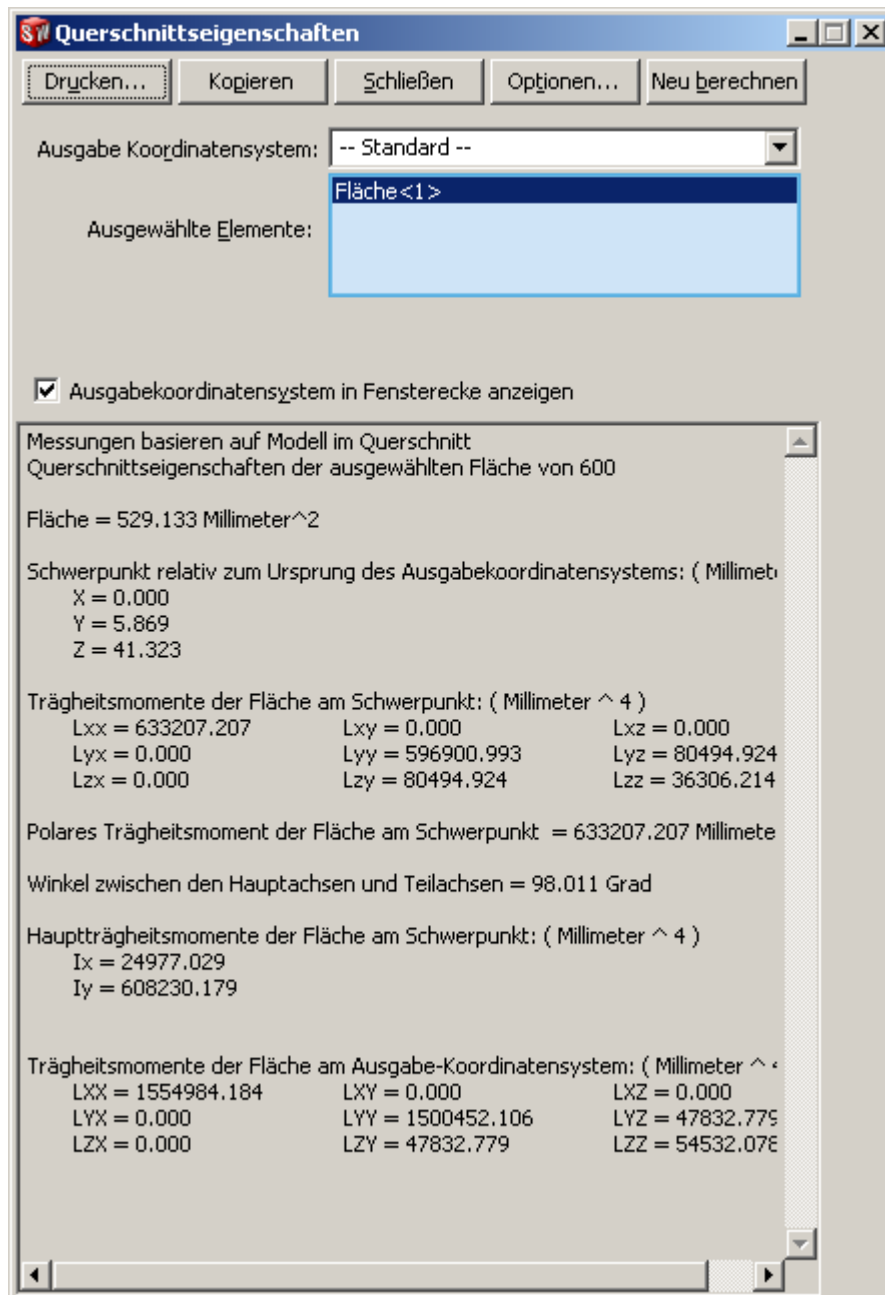 Querschnittseigenschaften
Drucken... Kopieren Schließen Optionen... Neu berechnen
Ausgabe Koordinatensystem: -- Standard --
Fläche<1>
Ausgewählte Elemente:
Ausgabekoordinatensystem in Fensterecke anzeigen
Messungen basieren auf Modell im Querschnitt
Querschnittseigenschaften der ausgewählten Fläche von 600
Fläche = 529.133 Millimeter^2
Schwerpunkt relativ zum Ursprung des Ausgabekoordinatensystems: ( Millimet
X = 0.000
Y = 5.869
Z = 41.323
Trägheitsmomente der Fläche am Schwerpunkt: ( Millimeter ^ 4 )
Lxx = 633207.207 Lxy = 0.000 Lxz = 0.000
Lyx = 0.000 Lyy = 596900.993 Lyz = 80494.924
Lzx = 0.000 Lzy = 80494.924 Lzz = 36306.214
Polares Trägheitsmoment der Fläche am Schwerpunkt = 633207.207 Millimete
Winkel zwischen den Hauptachsen und Teilachsen = 98.011 Grad
Hauptträgheitsmomente der Fläche am Schwerpunkt: ( Millimeter ^ 4 )
Ix = 24977.029
Iy = 608230.179
Trägheitsmomente der Fläche am Ausgabe-Koordinatensystem: ( Millimeter ^
LXX = 1554984.184 LXY = 0.000 LXZ = 0.000
LYX = 0.000 LYY = 1500452.106 LYZ = 47832.779
LZX = 0.000 LZY = 47832.779 LZZ = 54532.078